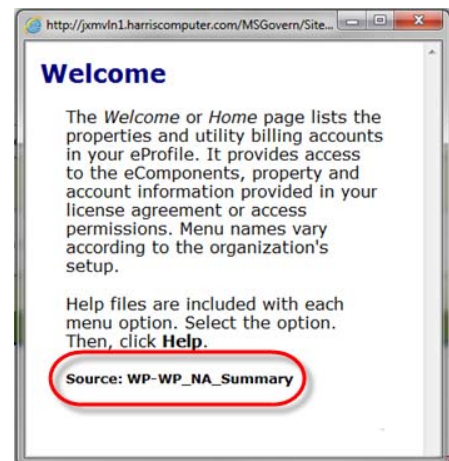 http://jxmvln1.harriscomputer.com/MSGovern/Site...
Welcome
The Welcome or Home page lists the
properties and utility billing accounts
in your eProfile. It provides access
to the eComponents, property and
account information provided in your
license agreement or access
permissions. Menu names vary
according to the organization's
setup.
Help files are included with each
menu option. Select the option.
Then, click Help.
Source: WP-WP_NA_Summary